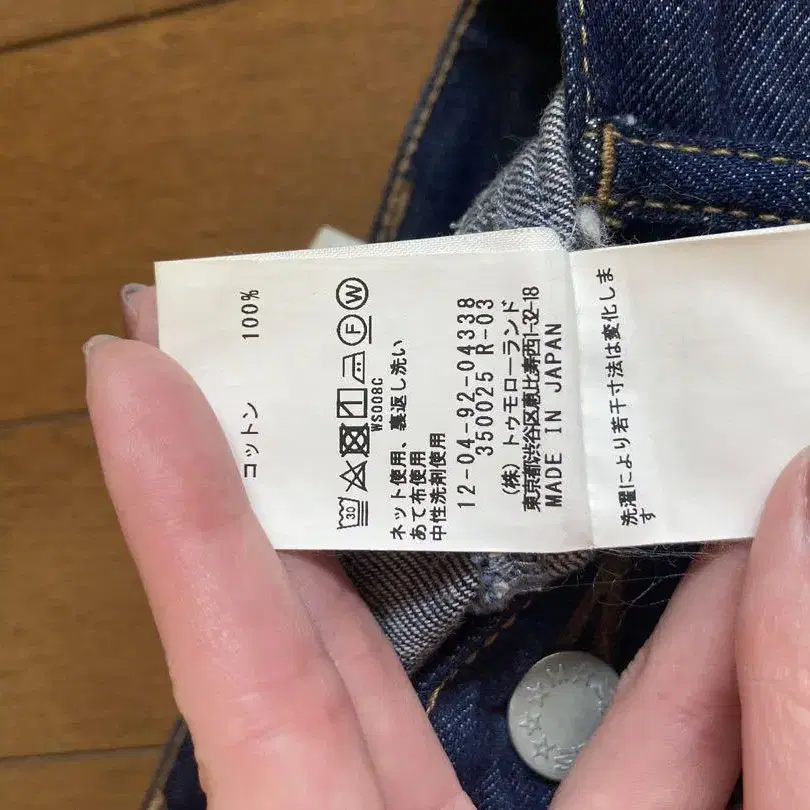 コットン 100%
30
F W
WS008C
ネット使用、裏返し洗い
あて布使用
中性洗剤使用
12-04-92-04338
350025 R-03
(株)トゥモローランド
東京都渋谷区恵比寿西1-32-18
MADE IN JAPAN
洗濯により若干寸法は変化しま
す